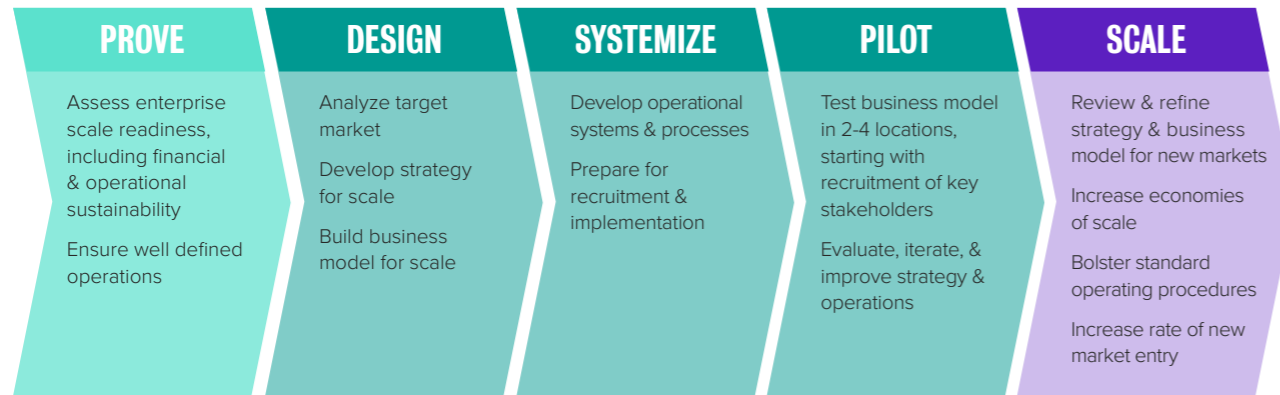 PROVE
Assess enterprise
scale readiness,
including financial
& operational
sustainability
Ensure well defined
operations
DESIGN
Analyze target
market
Develop strategy
for scale
Build business
model for scale
SYSTEMIZE
Develop operational
systems & processes
Prepare for
recruitment &
implementation
PILOT
Test business model
in 2-4 locations,
starting with
recruitment of key
stakeholders
Evaluate, iterate, &
improve strategy &
operations
SCALE
Review & refine
strategy & business
model for new markets
Increase economies
of scale
Bolster standard
operating procedures
Increase rate of new
market entry